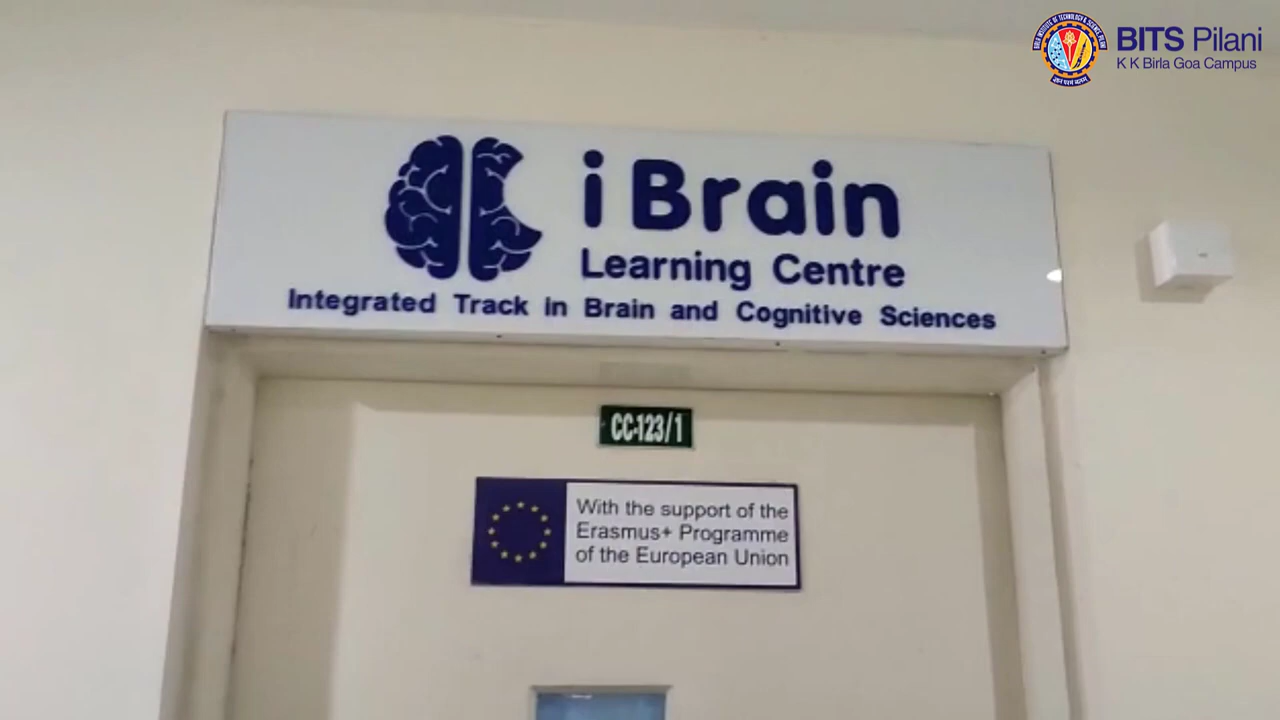 BITS Pilani
K K Birla Goa Campus
i Brain
Learning Centre
Integrated Track in Brain and Cognitive Sciences
CC-123/1
With the support of the
Erasmus+ Programme
of the European Union